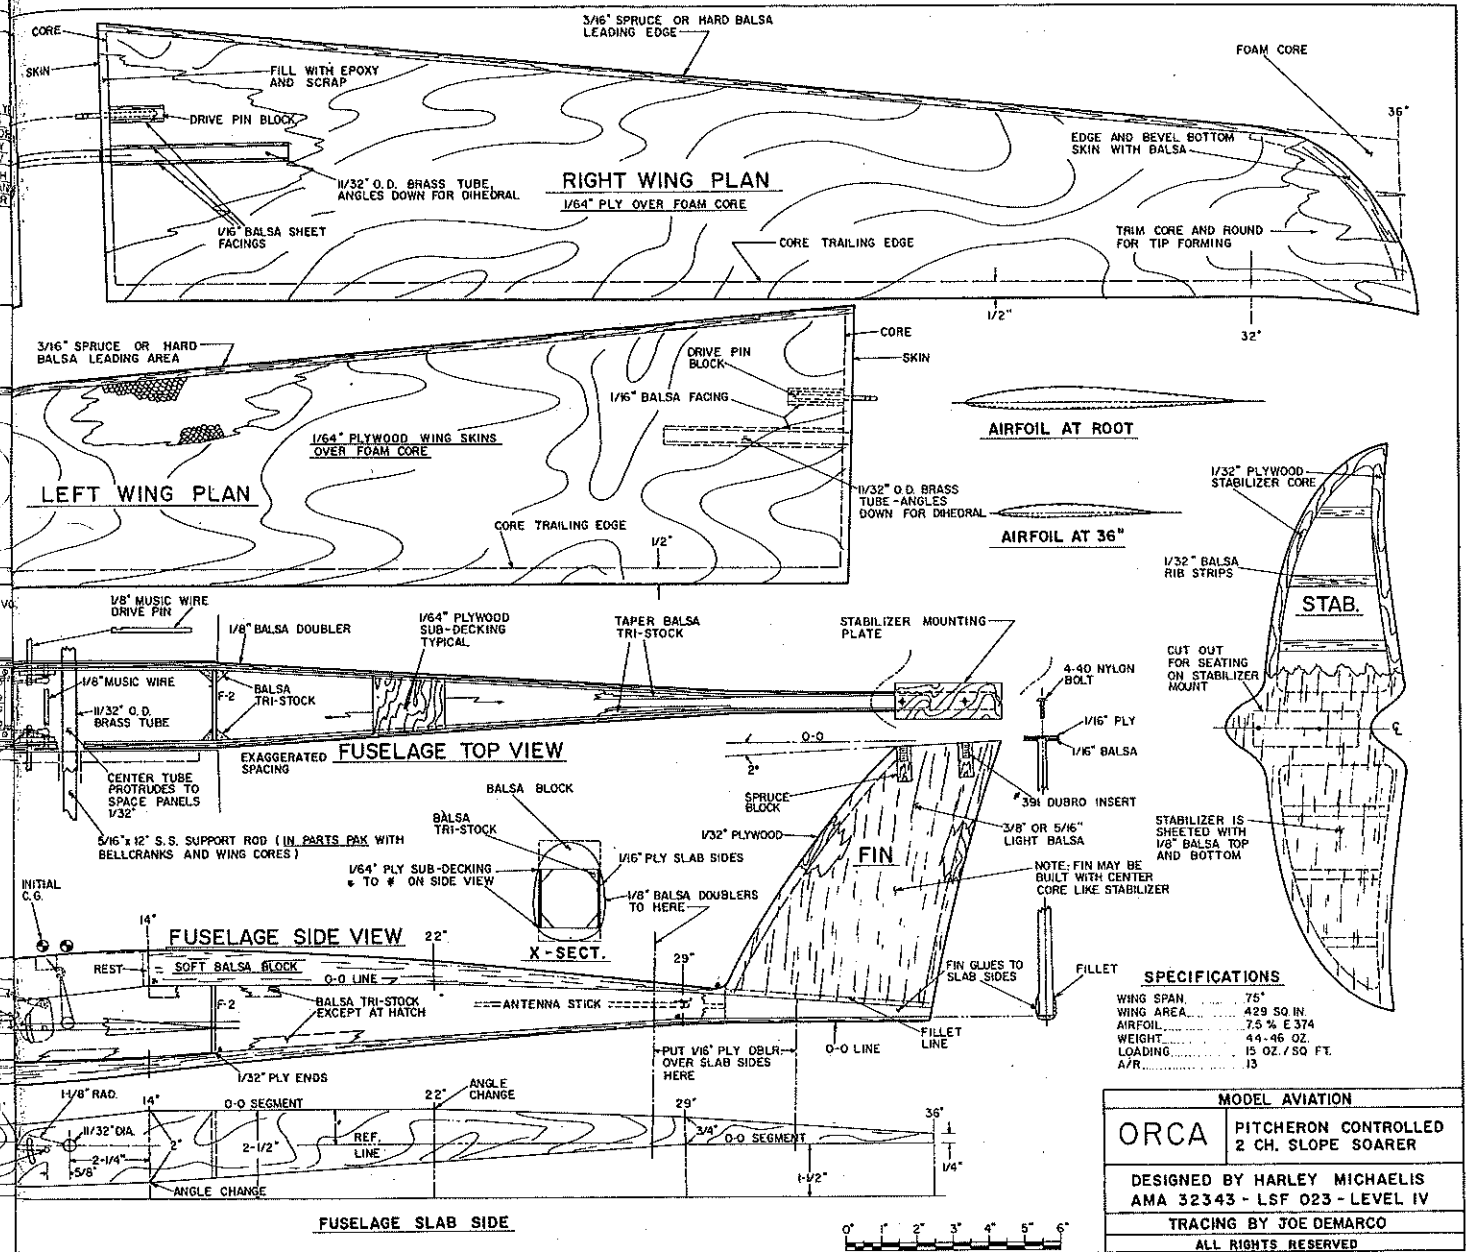 CORE
3/16" SPRUCE OR HARD BALSA
LEADING EDGE
FOAM CORE
SKIN
FILL WITH EPOXY
AND SCRAP
36"
DRIVE PIN BLOCK
EDGE AND BEVEL BOTTOM
SKIN WITH BALSA
11/32" O.D. BRASS TUBE,
ANGLES DOWN FOR DIHEDRAL
RIGHT WING PLAN
1/64" PLY OVER FOAM CORE
1/16" BALSA SHEET
FACINGS
CORE TRAILING EDGE
TRIM CORE AND ROUND
FOR TIP FORMING
1/2"
32"
3/16" SPRUCE OR HARD
BALSA LEADING AREA
CORE
SKIN
DRIVE PIN
BLOCK
1/16" BALSA FACING
AIRFOIL AT ROOT
1/64" PLYWOOD WING SKINS
OVER FOAM CORE
LEFT WING PLAN
11/32" O.D. BRASS
TUBE - ANGLES
DOWN FOR DIHEDRAL
CORE TRAILING EDGE
1/2"
AIRFOIL AT 36"
1/32" PLYWOOD
STABILIZER CORE
1/32" BALSA
RIB STRIPS
STAB.
CUT OUT
FOR SEATING
ON STABILIZER
MOUNT
STABILIZER IS
SHEETED WITH
1/8" BALSA TOP
AND BOTTOM
1/8" MUSIC WIRE
DRIVE PIN
1/8" BALSA DOUBLER
1/64" PLYWOOD
SUB-DECKING
TYPICAL
TAPER BALSA
TRI-STOCK
STABILIZER MOUNTING
PLATE
4-40 NYLON
BOLT
1/8" MUSIC WIRE
F-2
BALSA
TRI-STOCK
11/32" O.D.
BRASS TUBE
1/16" PLY
1/16" BALSA
EXAGGERATED
SPACING
FUSELAGE TOP VIEW
0-0
2°
CENTER TUBE
PROTRUDES TO
SPACE PANELS
1/32"
5/16" x 12" S.S. SUPPORT ROD (IN PARTS PAK WITH
BELLCRANKS AND WING CORES)
BALSA BLOCK
BALSA
TRI-STOCK
1/64" PLY SUB-DECKING
* TO * ON SIDE VIEW
1/16" PLY SLAB SIDES
1/8" BALSA DOUBLERS
TO HERE
X-SECT.
SPRUCE
BLOCK
#391 DUBRO INSERT
1/32" PLYWOOD
3/8" OR 5/16"
LIGHT BALSA
FIN
NOTE: FIN MAY BE
BUILT WITH CENTER
CORE LIKE STABILIZER
INITIAL
C.G.
14"
FUSELAGE SIDE VIEW
22"
29"
REST
SOFT BALSA BLOCK
0-0 LINE
F-2
BALSA TRI-STOCK
EXCEPT AT HATCH
ANTENNA STICK
FIN GLUES TO
SLAB SIDES
FILLET
FILLET
LINE
0-0 LINE
PUT 1/16" PLY DBLR.
OVER SLAB SIDES
HERE
1/32" PLY ENDS
SPECIFICATIONS
WING SPAN 75"
WING AREA 429 SQ. IN.
AIRFOIL 7.5 % E 374
WEIGHT 44-46 OZ.
LOADING 15 OZ./SQ FT.
A/R 13
1-1/8" RAD.
14"
0-0 SEGMENT
22"
ANGLE
CHANGE
29"
36"
11/32" DIA.
2"
2-1/2"
REF.
LINE
3/4"
0-0 SEGMENT
2-1/4"
5/8"
1/4"
1-1/2"
ANGLE CHANGE
FUSELAGE SLAB SIDE
0" 1" 2" 3" 4" 5" 6"
MODEL AVIATION
ORCA
PITCHERON CONTROLLED
2 CH. SLOPE SOARER
DESIGNED BY HARLEY MICHAELIS
AMA 32343 - LSF 023 - LEVEL IV
TRACING BY JOE DEMARCO
ALL RIGHTS RESERVED